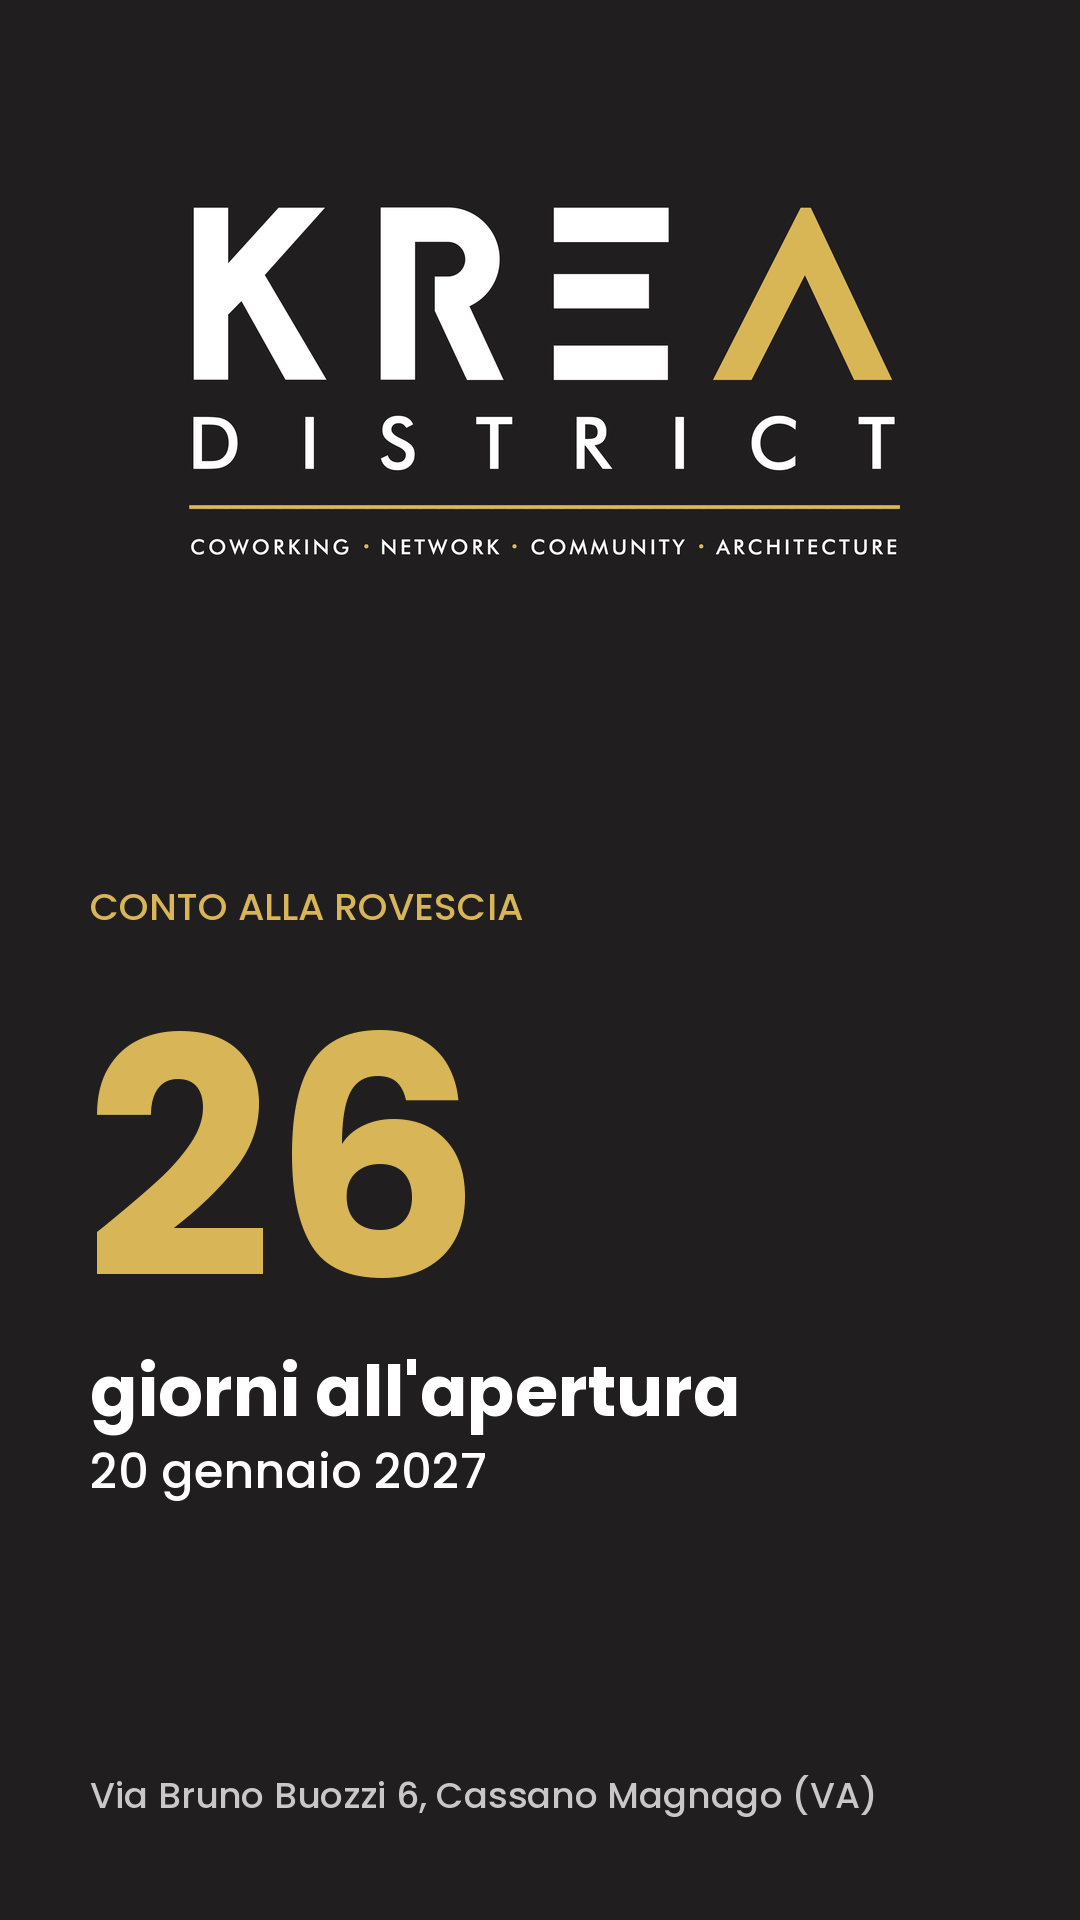 KREA
DISTRICT
COWORKING · NETWORK · COMMUNITY · ARCHITECTURE
CONTO ALLA ROVESCIA
26
giorni all'apertura
20 gennaio 2027
Via Bruno Buozzi 6, Cassano Magnago (VA)